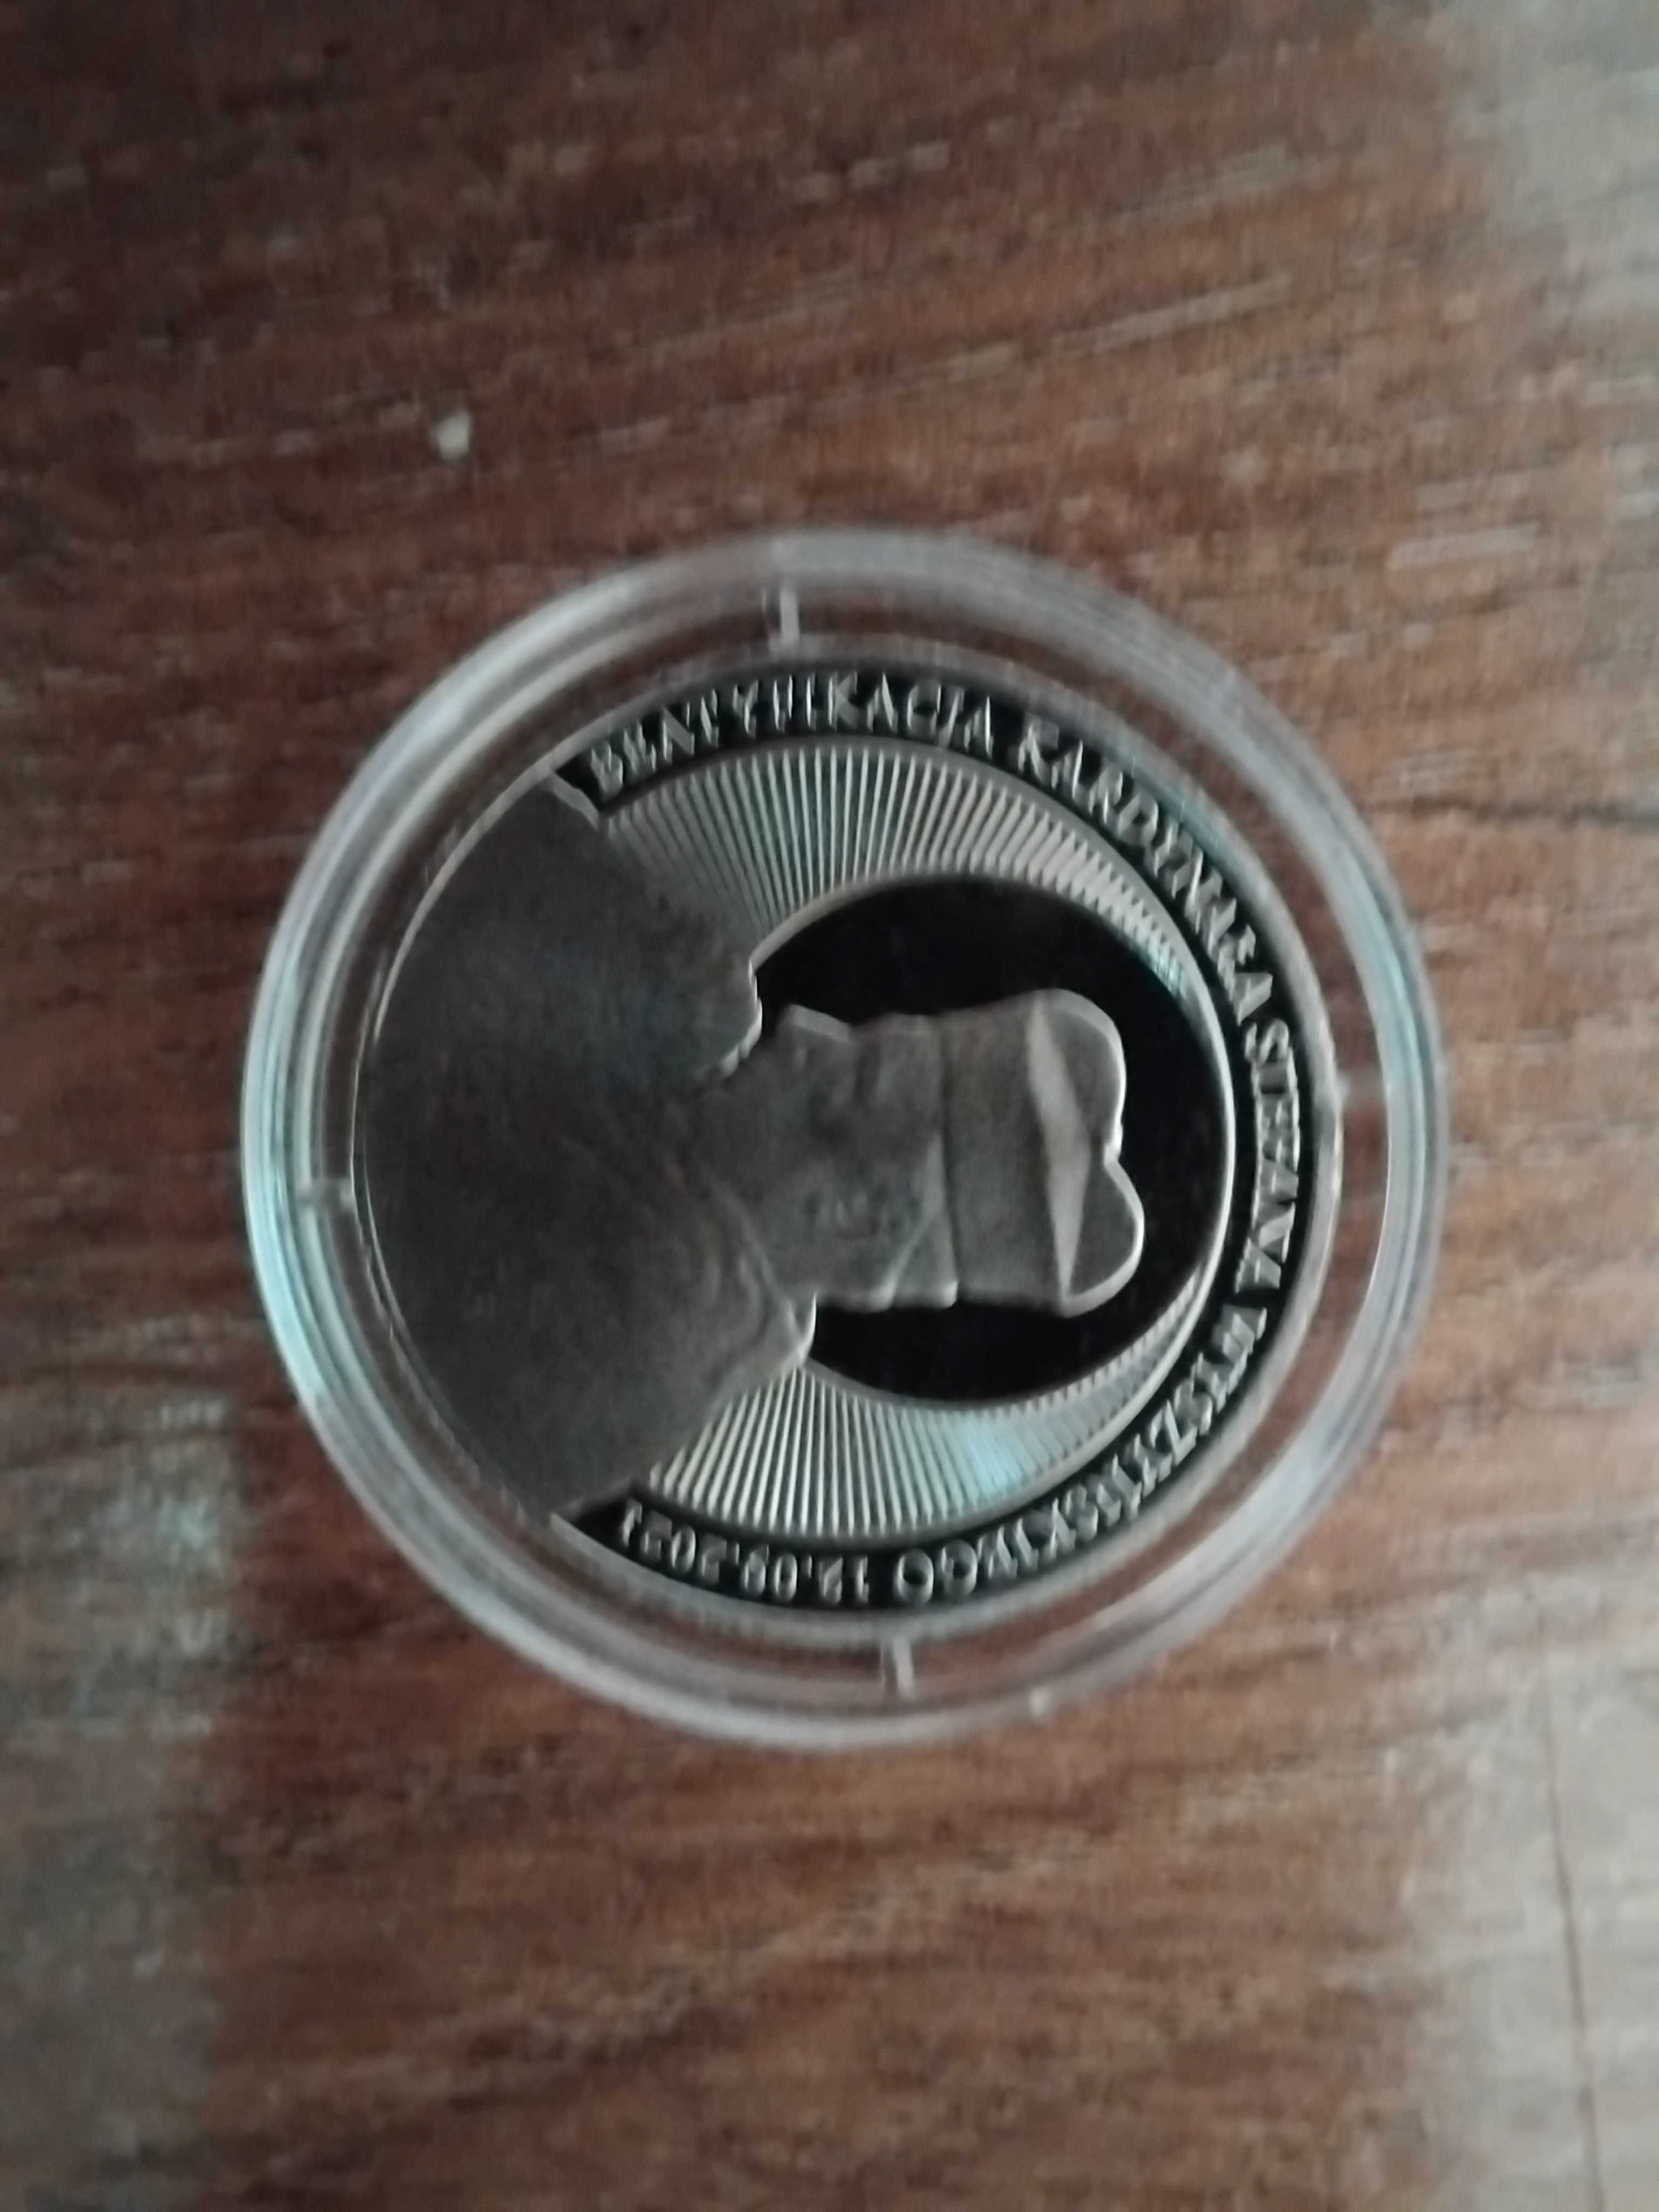 BEATYFIKACJA KARDYNAŁA STEFANA WYSZYŃSKIEGO 12.09.2021